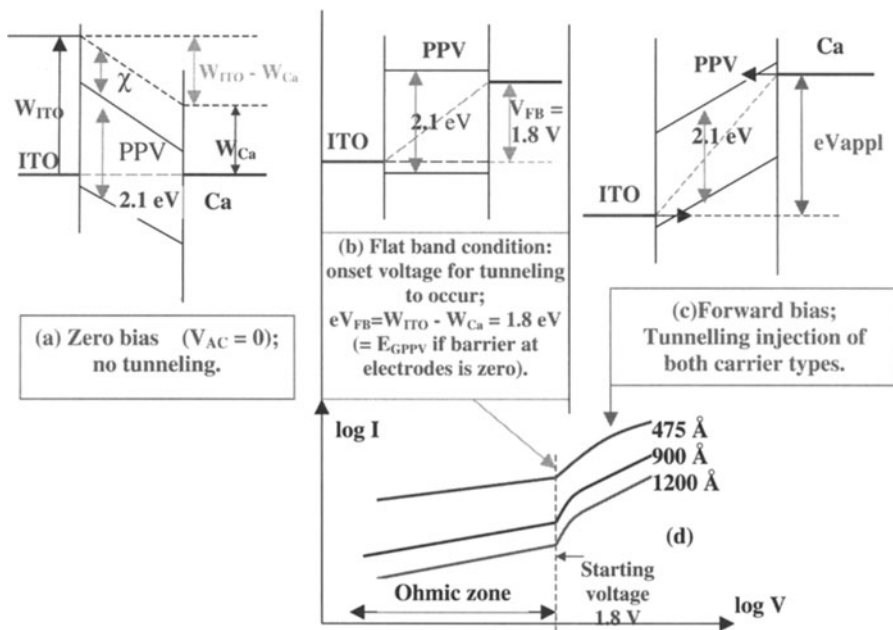 W_ITO
ITO
χ
W_ITO - W_Ca
PPV
W_Ca
2.1 eV
Ca
(a) Zero bias (V_AC = 0);
no tunneling.
PPV
2.1 eV
V_FB =
1.8 V
ITO
(b) Flat band condition:
onset voltage for tunneling
to occur;
eV_FB=W_ITO - W_Ca = 1.8 eV
(= E_GPPV if barrier at
electrodes is zero).
Ca
PPV
2.1 eV
eVappl
ITO
(c)Forward bias;
Tunnelling injection of
both carrier types.
log I
475 Å
900 Å
1200 Å
(d)
Ohmic zone
Starting
voltage
1.8 V
log V